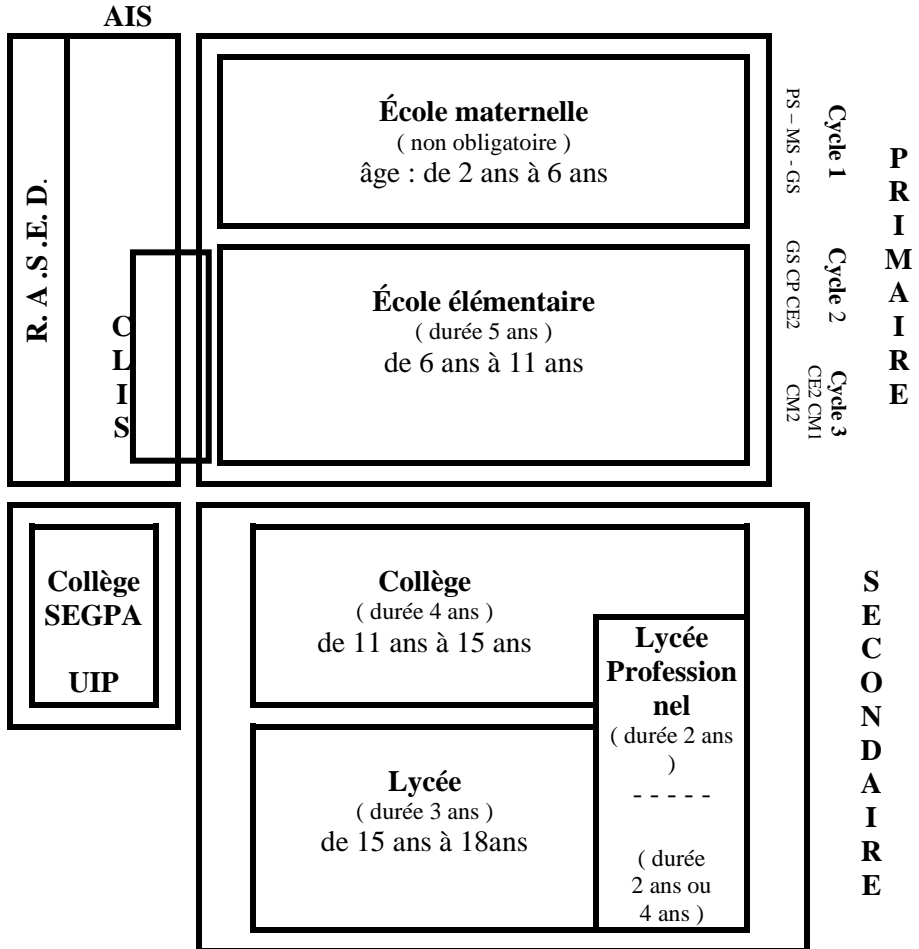 AIS
R. A .S .E. D.
C
L
I
S
École maternelle
( non obligatoire )
âge : de 2 ans à 6 ans
PS – MS - GS
Cycle 1
École élémentaire
( durée 5 ans )
de 6 ans à 11 ans
GS CP CE2
Cycle 2
Cycle 3
CE2 CM1
CM2
P
R
I
M
A
I
R
E
Collège
SEGPA
UIP
Collège
( durée 4 ans )
de 11 ans à 15 ans
Lycée
Profession
nel
( durée 2 ans
)
- - - - -
( durée
2 ans ou
4 ans )
Lycée
( durée 3 ans )
de 15 ans à 18ans
S
E
C
O
N
D
A
I
R
E